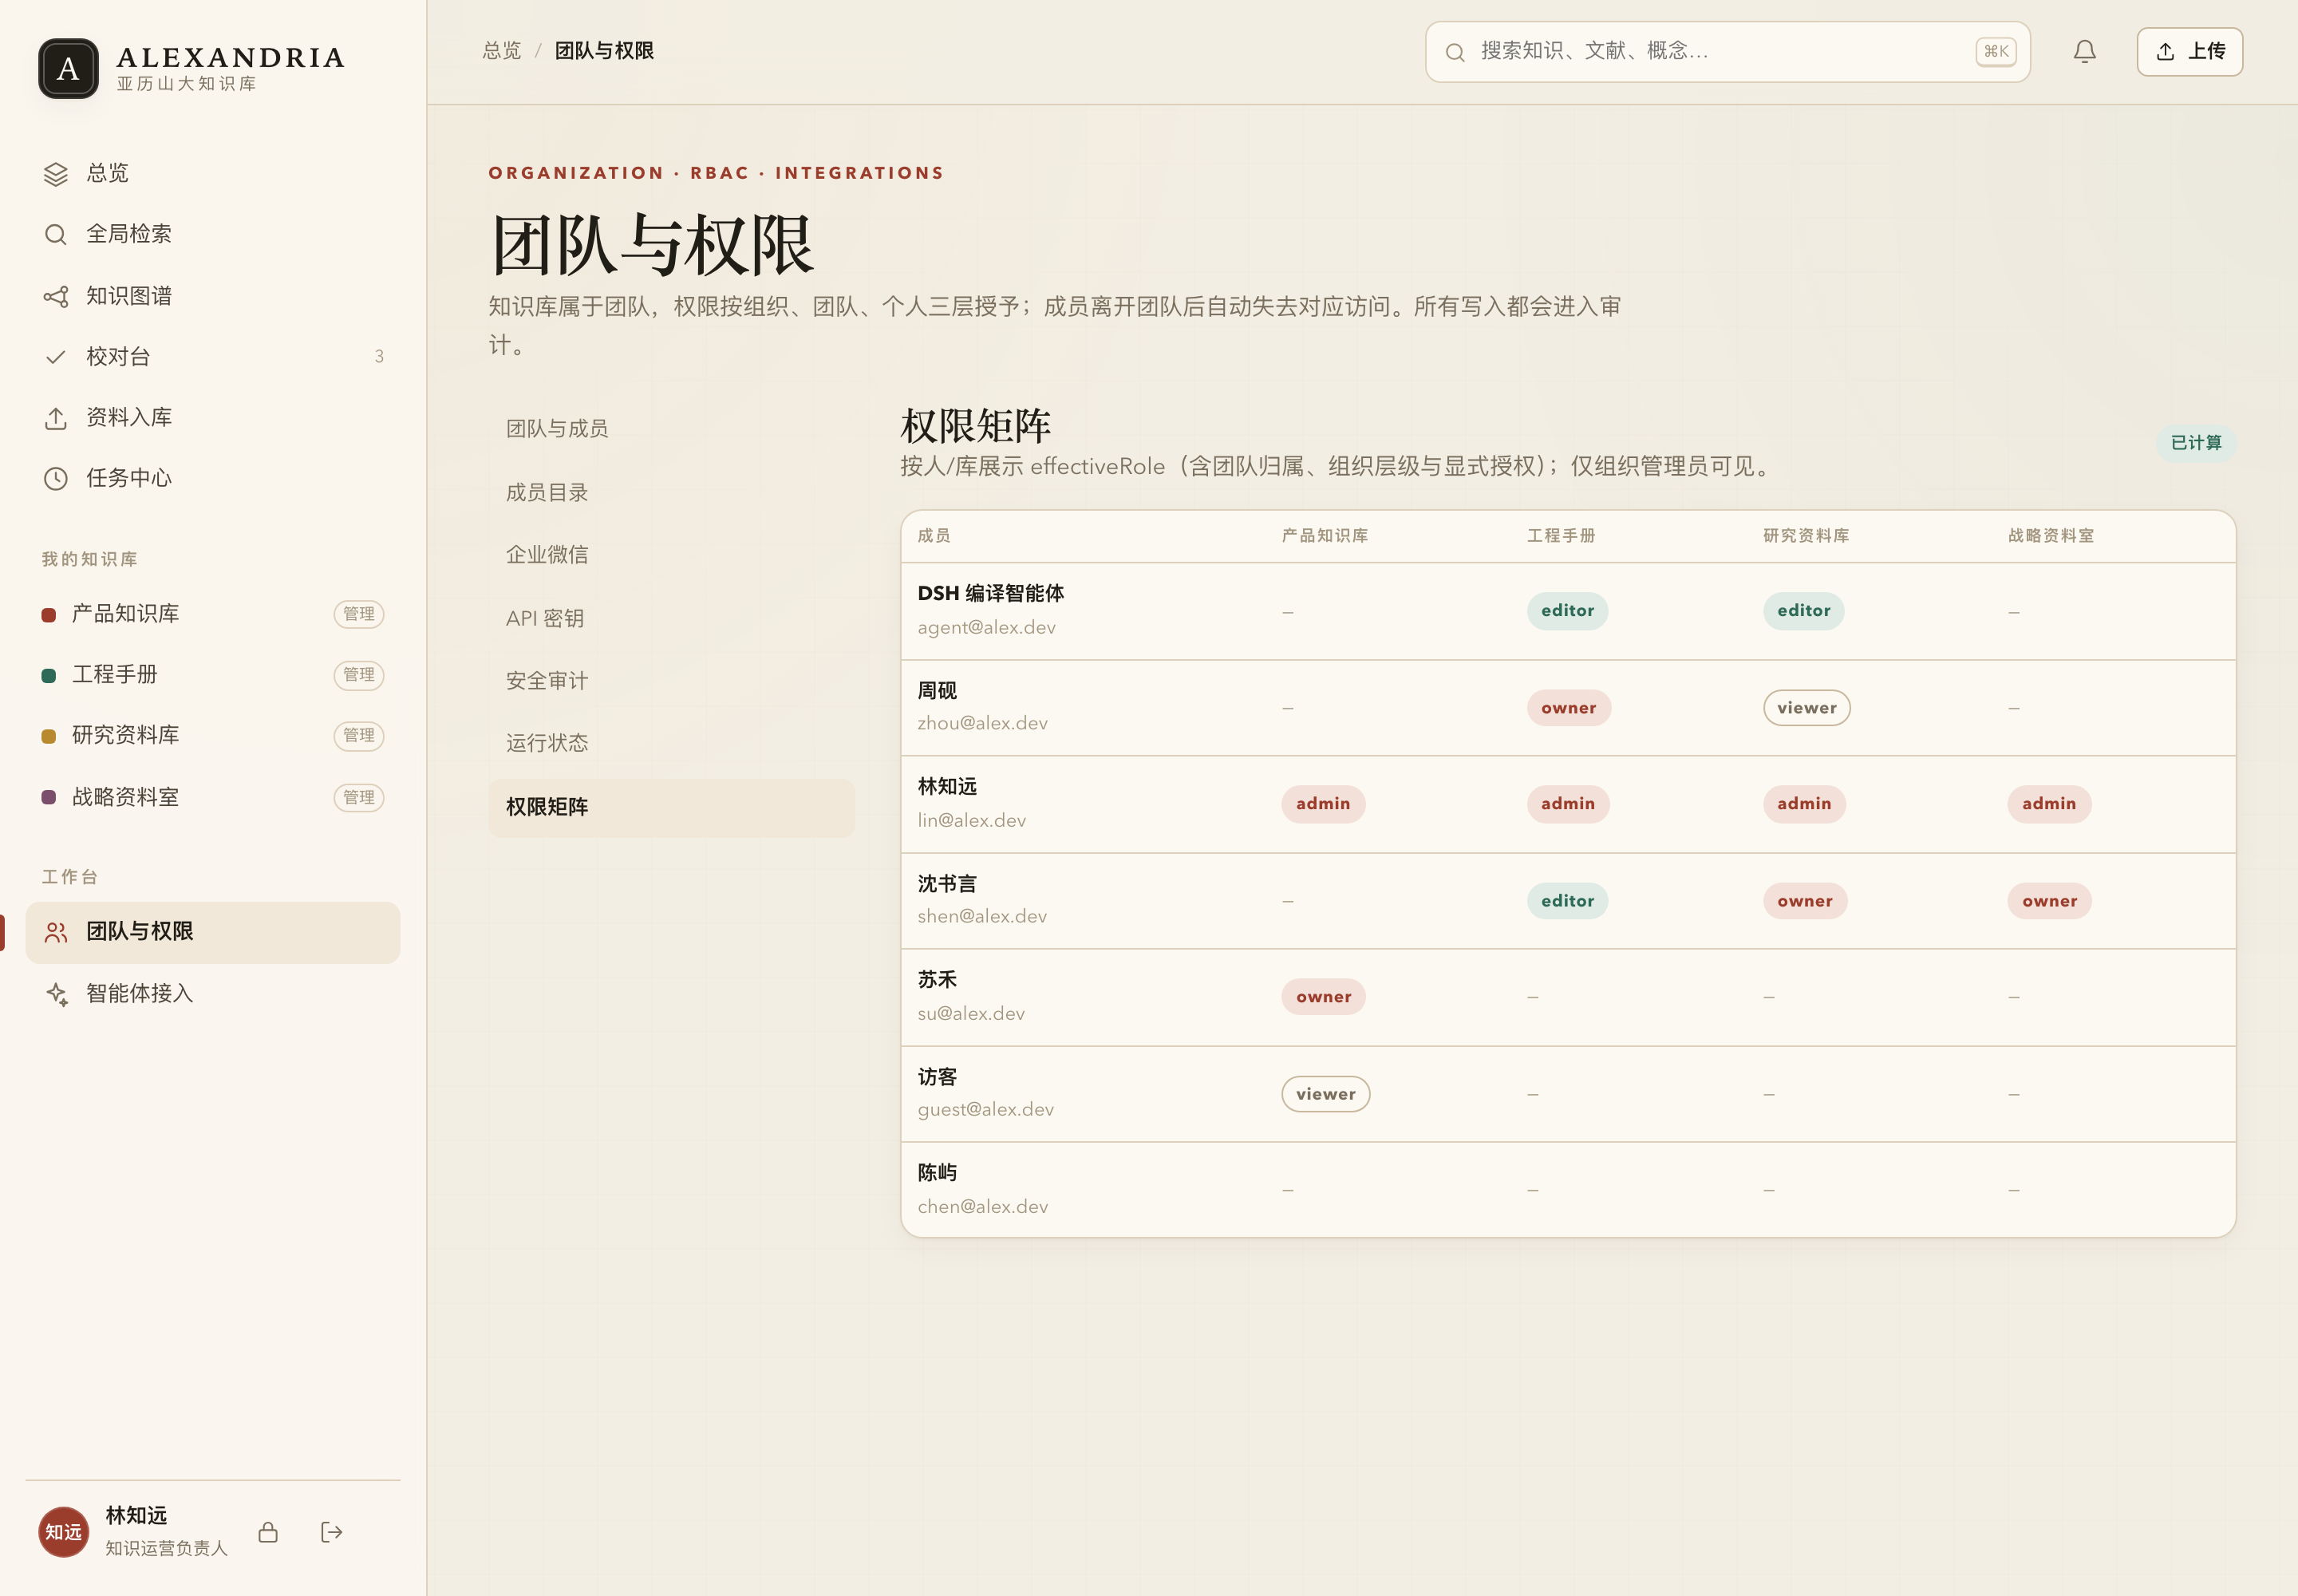 A
ALEXANDRIA
亚历山大知识库
总览
全局检索
知识图谱
校对台 3
资料入库
任务中心
我的知识库
产品知识库 管理
工程手册 管理
研究资料库 管理
战略资料室 管理
工作台
团队与权限
智能体接入
知远
林知远
知识运营负责人
总览 / 团队与权限
搜索知识、文献、概念… ⌘K
上传
ORGANIZATION · RBAC · INTEGRATIONS
团队与权限
知识库属于团队，权限按组织、团队、个人三层授予；成员离开团队后自动失去对应访问。所有写入都会进入审
计。
团队与成员
成员目录
企业微信
API 密钥
安全审计
运行状态
权限矩阵
权限矩阵
按人/库展示 effectiveRole（含团队归属、组织层级与显式授权）；仅组织管理员可见。
已计算
成员 产品知识库 工程手册 研究资料库 战略资料室
DSH 编译智能体
agent@alex.dev
– editor editor –
周砚
zhou@alex.dev
– owner viewer –
林知远
lin@alex.dev
admin admin admin admin
沈书言
shen@alex.dev
– editor owner owner
苏禾
su@alex.dev
owner – – –
访客
guest@alex.dev
viewer – – –
陈屿
chen@alex.dev
– – – –